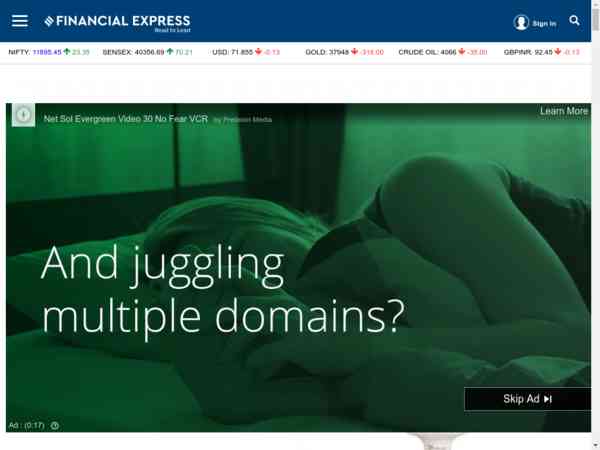 FINANCIAL EXPRESS
Read to Lead
Sign In
NIFTY: 11895.45 23.35 SENSEX: 40356.69 70.21 USD: 71.855 -0.13 GOLD: 37948 -318.00 CRUDE OIL: 4066 -35.00 GBPINR: 92.45 -0.13
Net Sol Evergreen Video 30 No Fear VCR by Precision Media
Learn More
And juggling
multiple domains?
Skip Ad
Ad : (0:17)